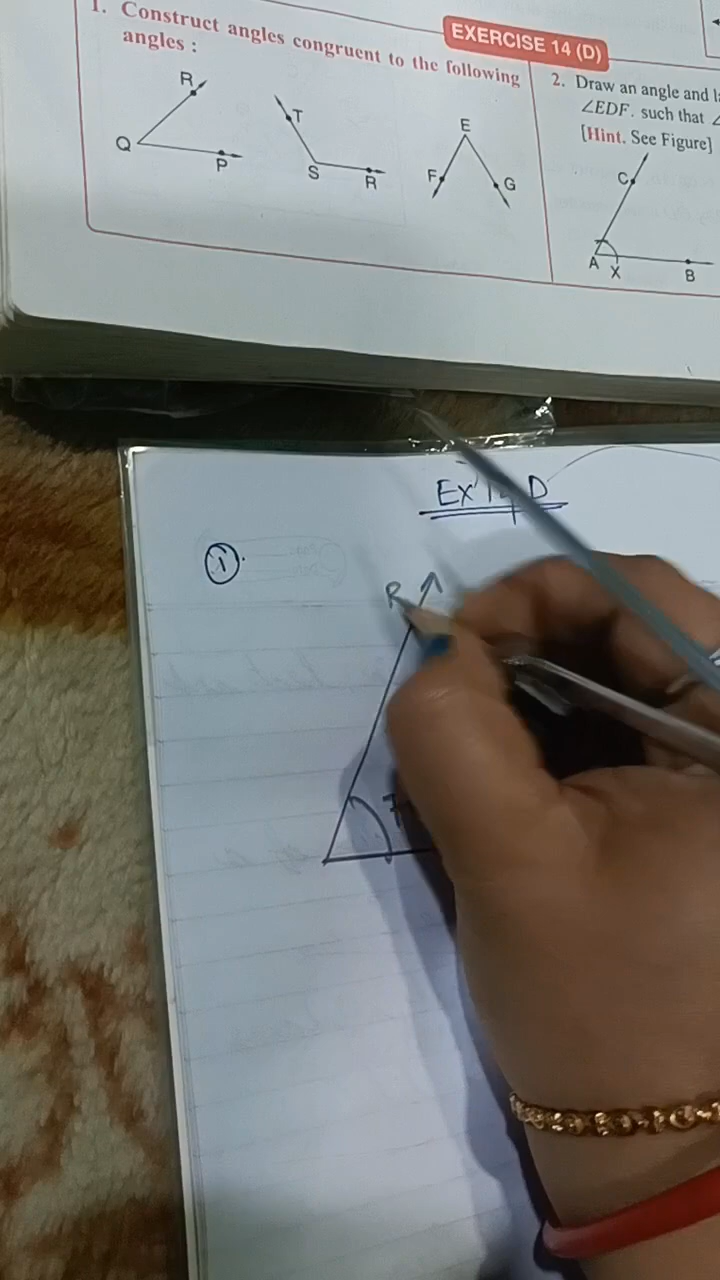 EXERCISE 14 (D)
1. Construct angles congruent to the following
angles :
R
Q
P
T
S
R
E
F
G
2. Draw an angle and
∠EDF. such that
[Hint. See Figure]
C
A
X
B
Ex D
1.
R